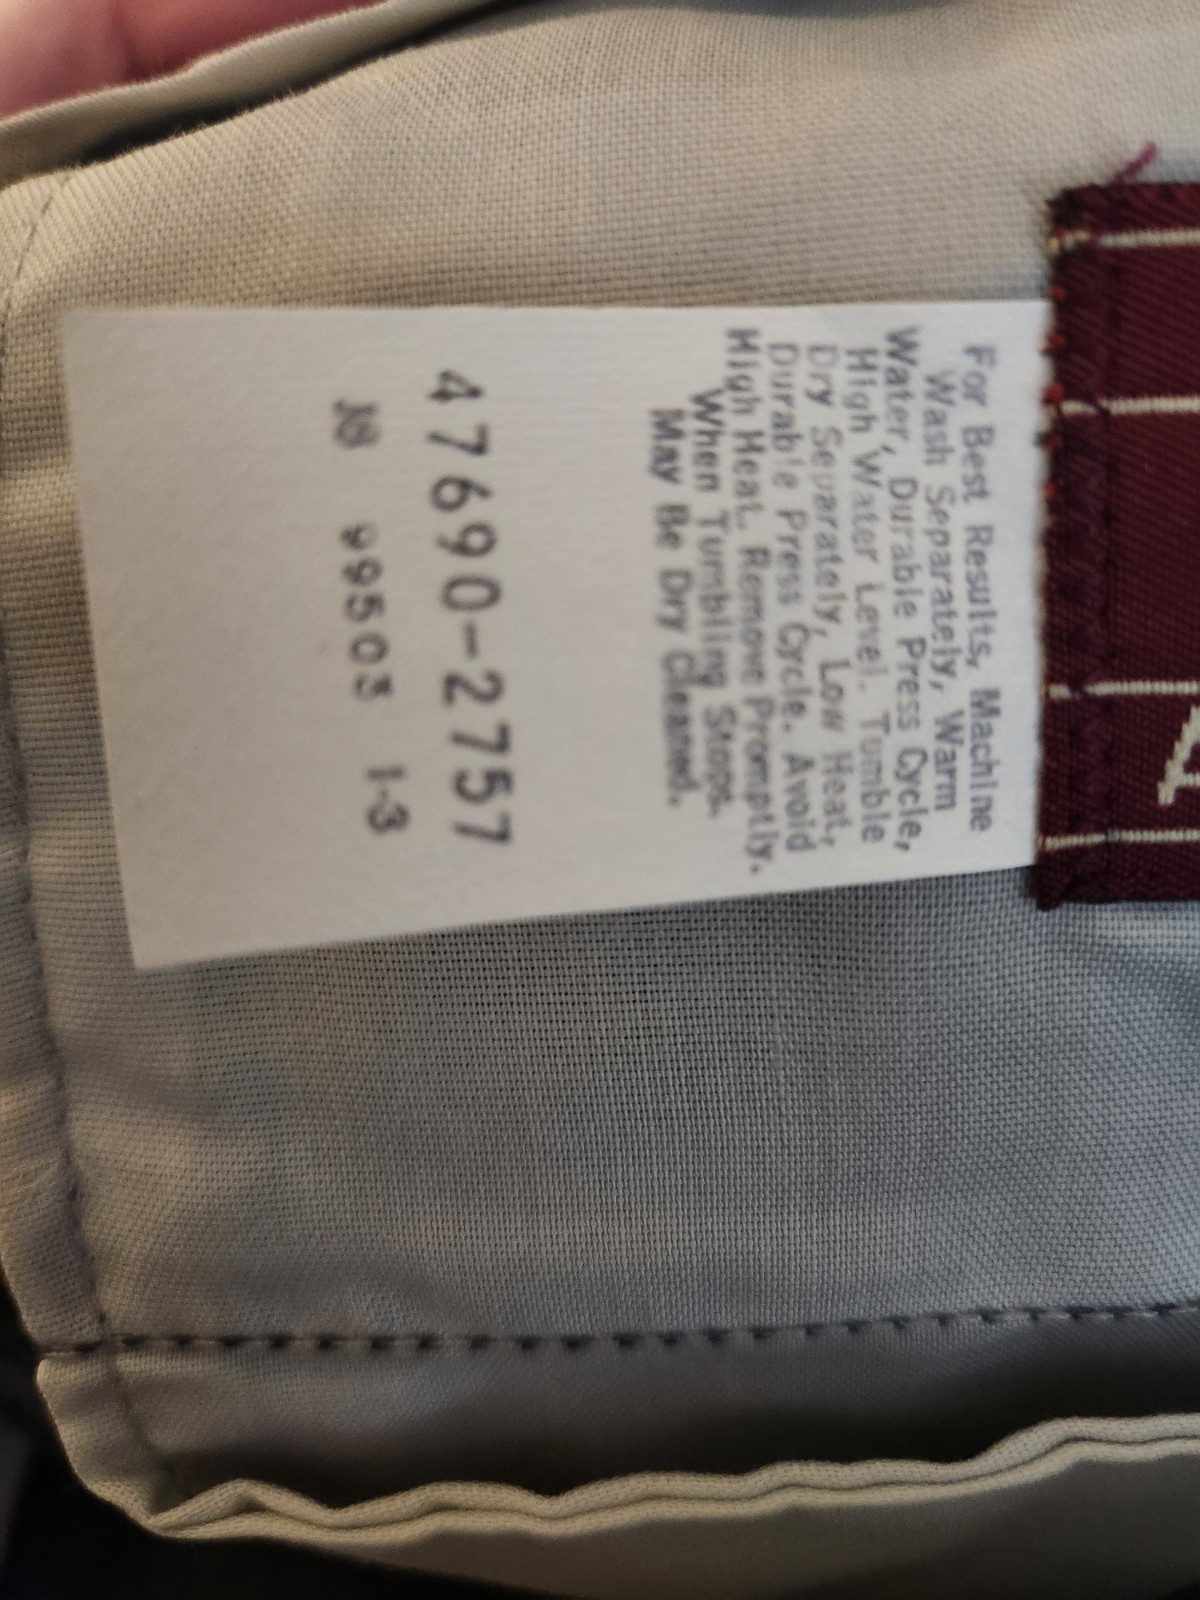 For Best Results, Machine
Wash Separately, Warm
Water, Durable Press Cycle,
High Water Level. Tumble
Dry Separately, Low Heat,
Durable Press Cycle. Avoid
High Heat. Remove Promptly.
When Tumbling Stops.
May Be Dry Cleaned.
47690-2757
99503 1-3